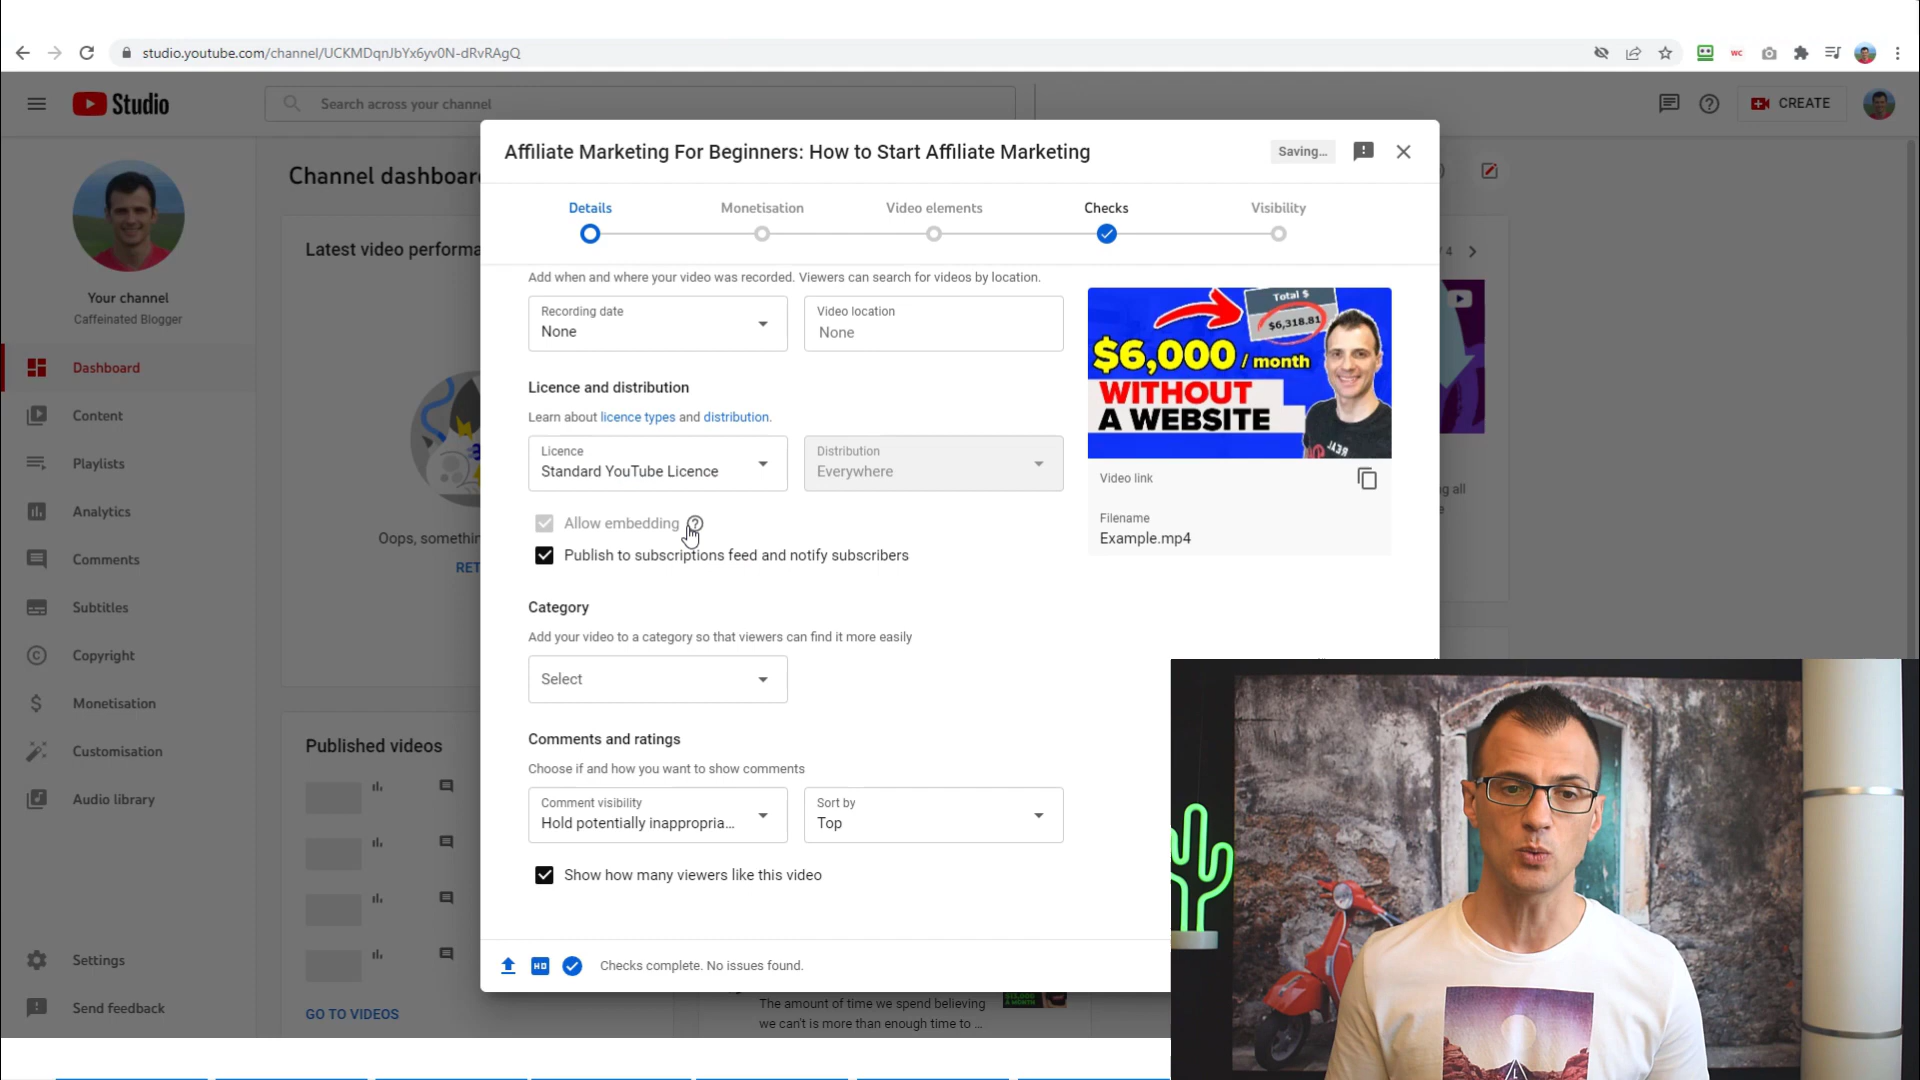 studio.youtube.com/channel/UCKMDqnJbYx6yv0N-dRvRAgQ
WC
Studio
Search across your channel
CREATE
Your channel
Caffeinated Blogger
Dashboard
Content
Playlists
Analytics
Comments
Subtitles
Copyright
Monetisation
Customisation
Audio library
Settings
Send feedback
Channel dashboar
Latest video performa
Oops, somethin
RET
Published videos
GO TO VIDEOS
Affiliate Marketing For Beginners: How to Start Affiliate Marketing
Saving...
Details
Monetisation
Video elements
Checks
Visibility
Add when and where your video was recorded. Viewers can search for videos by location.
Recording date
None
Video location
None
Licence and distribution
Learn about licence types and distribution.
Licence
Standard YouTube Licence
Distribution
Everywhere
Allow embedding
Publish to subscriptions feed and notify subscribers
Category
Add your video to a category so that viewers can find it more easily
Select
Comments and ratings
Choose if and how you want to show comments
Comment visibility
Hold potentially inappropria...
Sort by
Top
Show how many viewers like this video
HD
Checks complete. No issues found.
Total $
$6,318.81
$6,000 / month
WITHOUT
A WEBSITE
REAL
Video link
Filename
Example.mp4
4
ng all
The amount of time we spend believing
we can't is more than enough time to ...